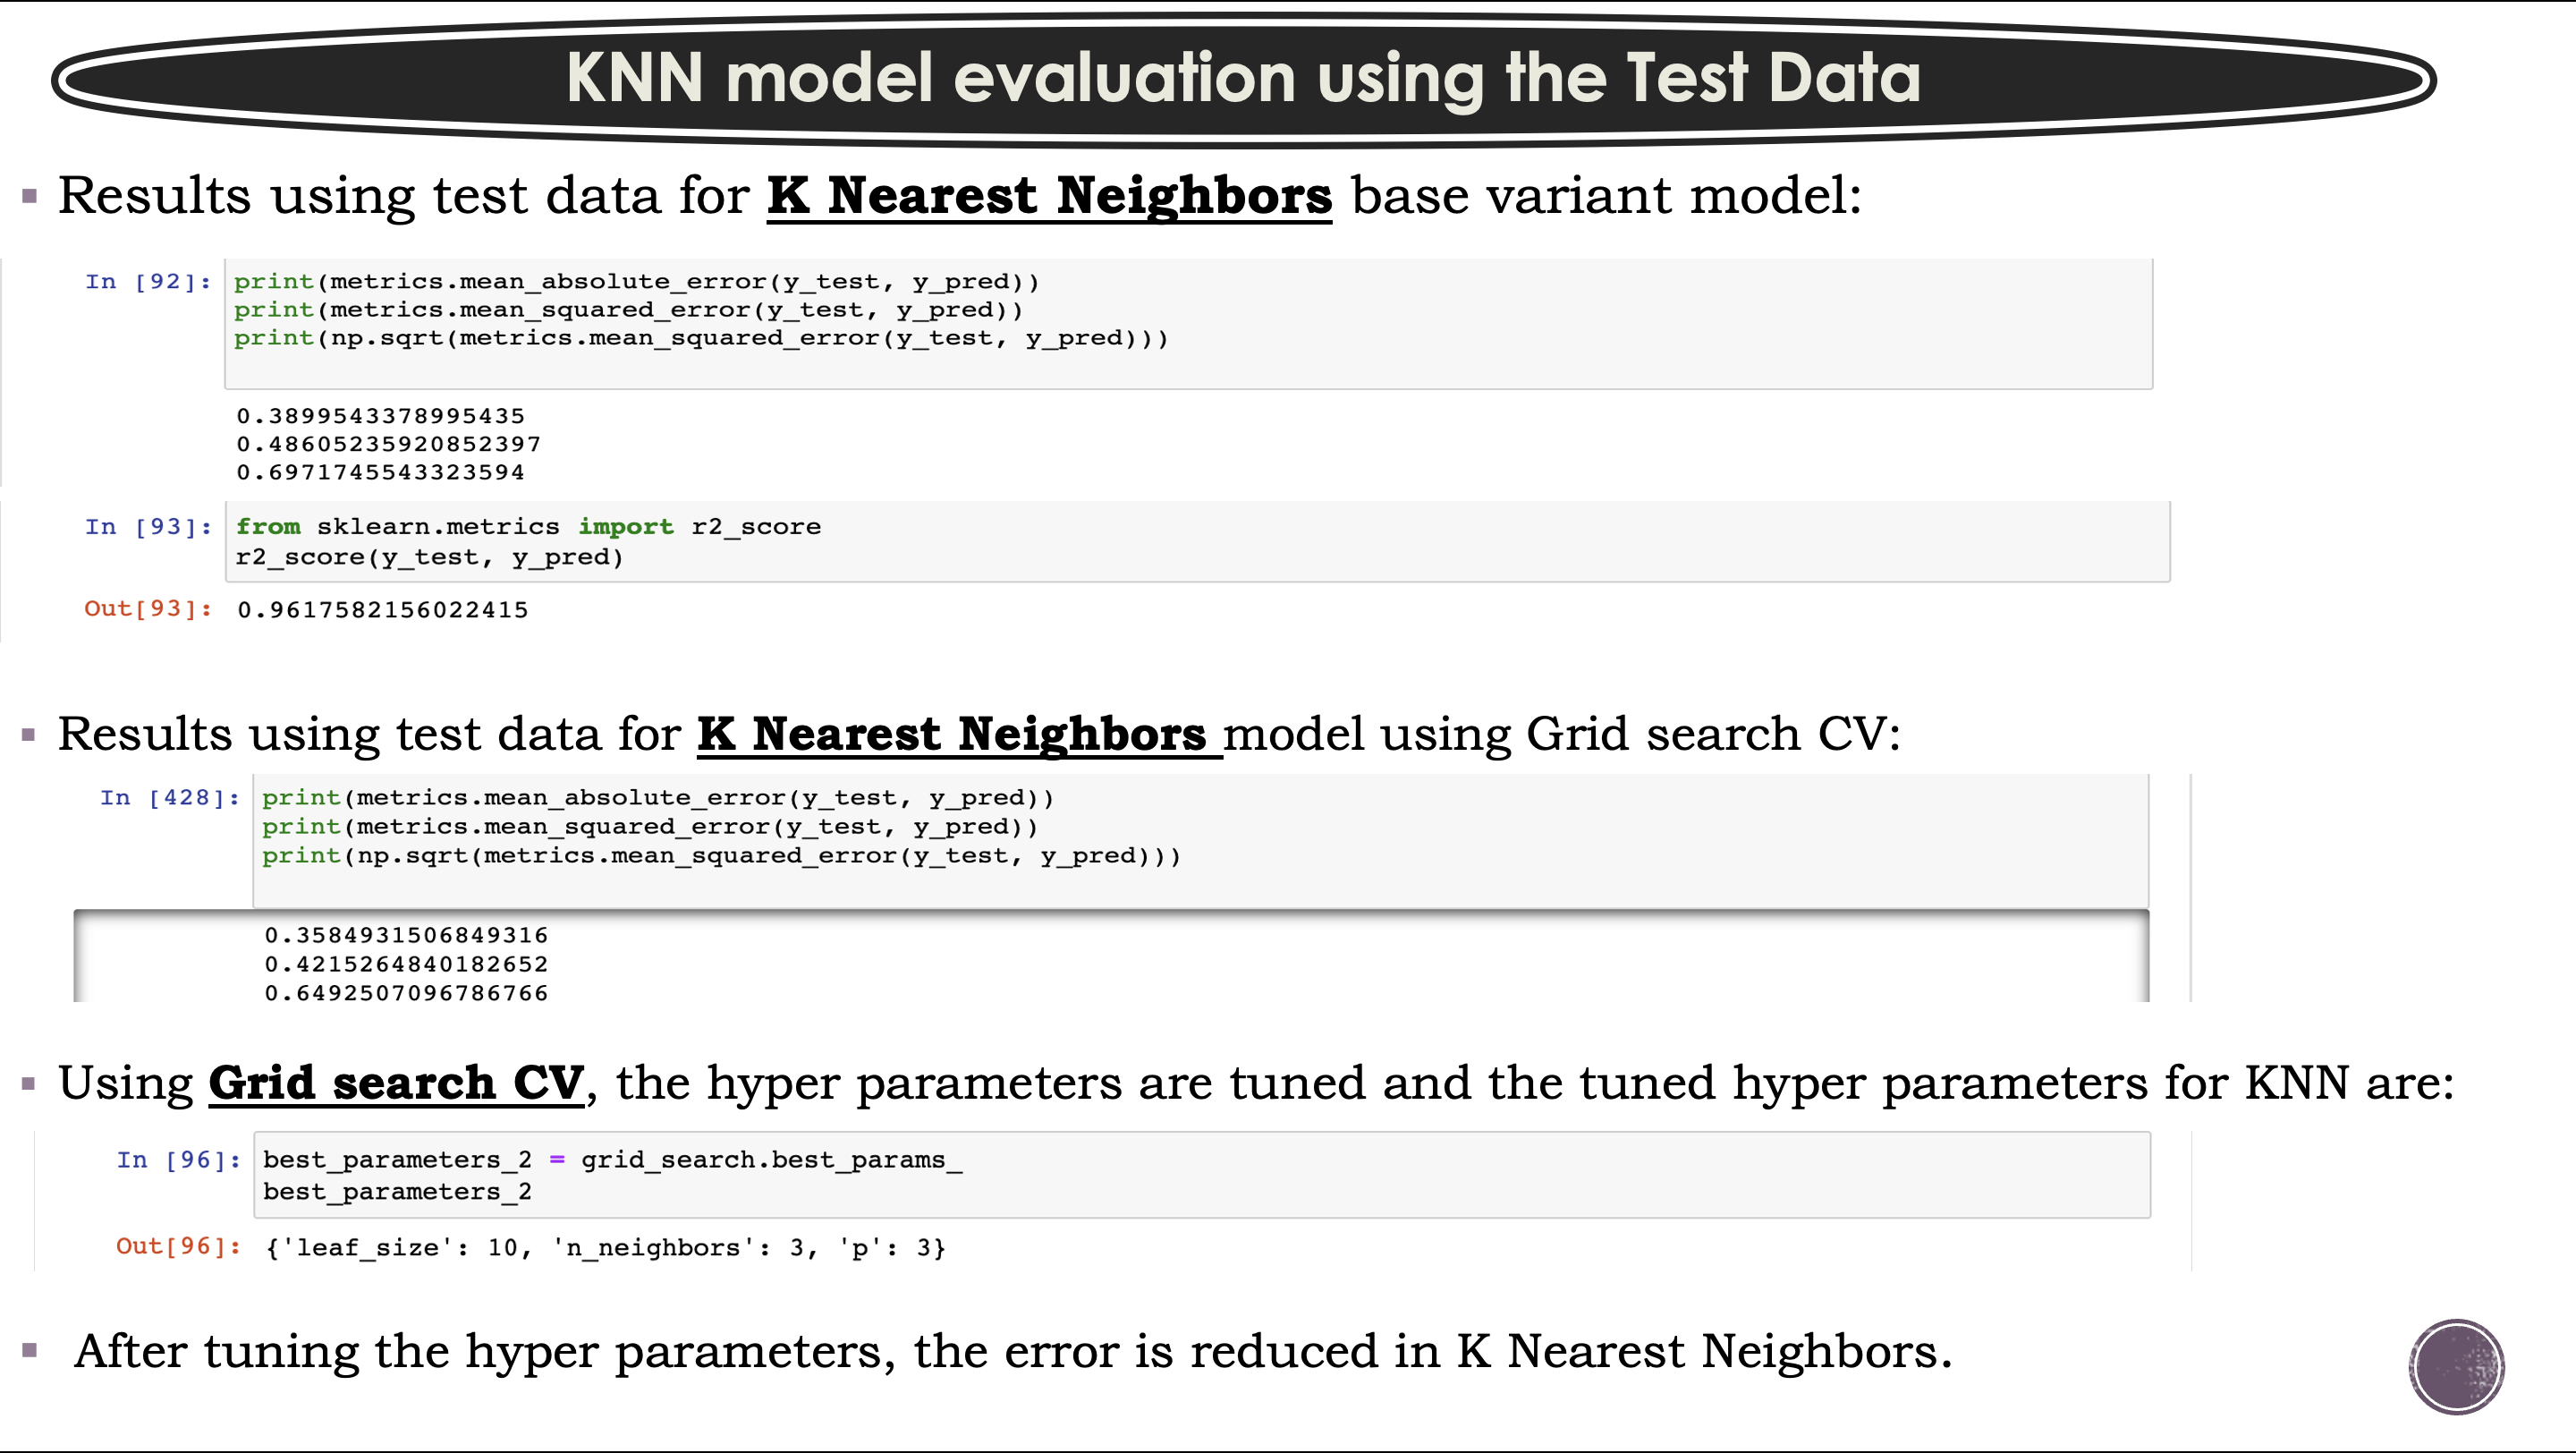 KNN model evaluation using the Test Data
▪ Results using test data for K Nearest Neighbors base variant model:
In [92]: print(metrics.mean_absolute_error(y_test, y_pred))
print(metrics.mean_squared_error(y_test, y_pred))
print(np.sqrt(metrics.mean_squared_error(y_test, y_pred)))
0.3899543378995435
0.48605235920852397
0.6971745543323594
In [93]: from sklearn.metrics import r2_score
r2_score(y_test, y_pred)
Out[93]: 0.9617582156022415
▪ Results using test data for K Nearest Neighbors model using Grid search CV:
In [428]: print(metrics.mean_absolute_error(y_test, y_pred))
print(metrics.mean_squared_error(y_test, y_pred))
print(np.sqrt(metrics.mean_squared_error(y_test, y_pred)))
0.3584931506849316
0.4215264840182652
0.6492507096786766
▪ Using Grid search CV, the hyper parameters are tuned and the tuned hyper parameters for KNN are:
In [96]: best_parameters_2 = grid_search.best_params_
best_parameters_2
Out[96]: {'leaf_size': 10, 'n_neighbors': 3, 'p': 3}
▪ After tuning the hyper parameters, the error is reduced in K Nearest Neighbors.